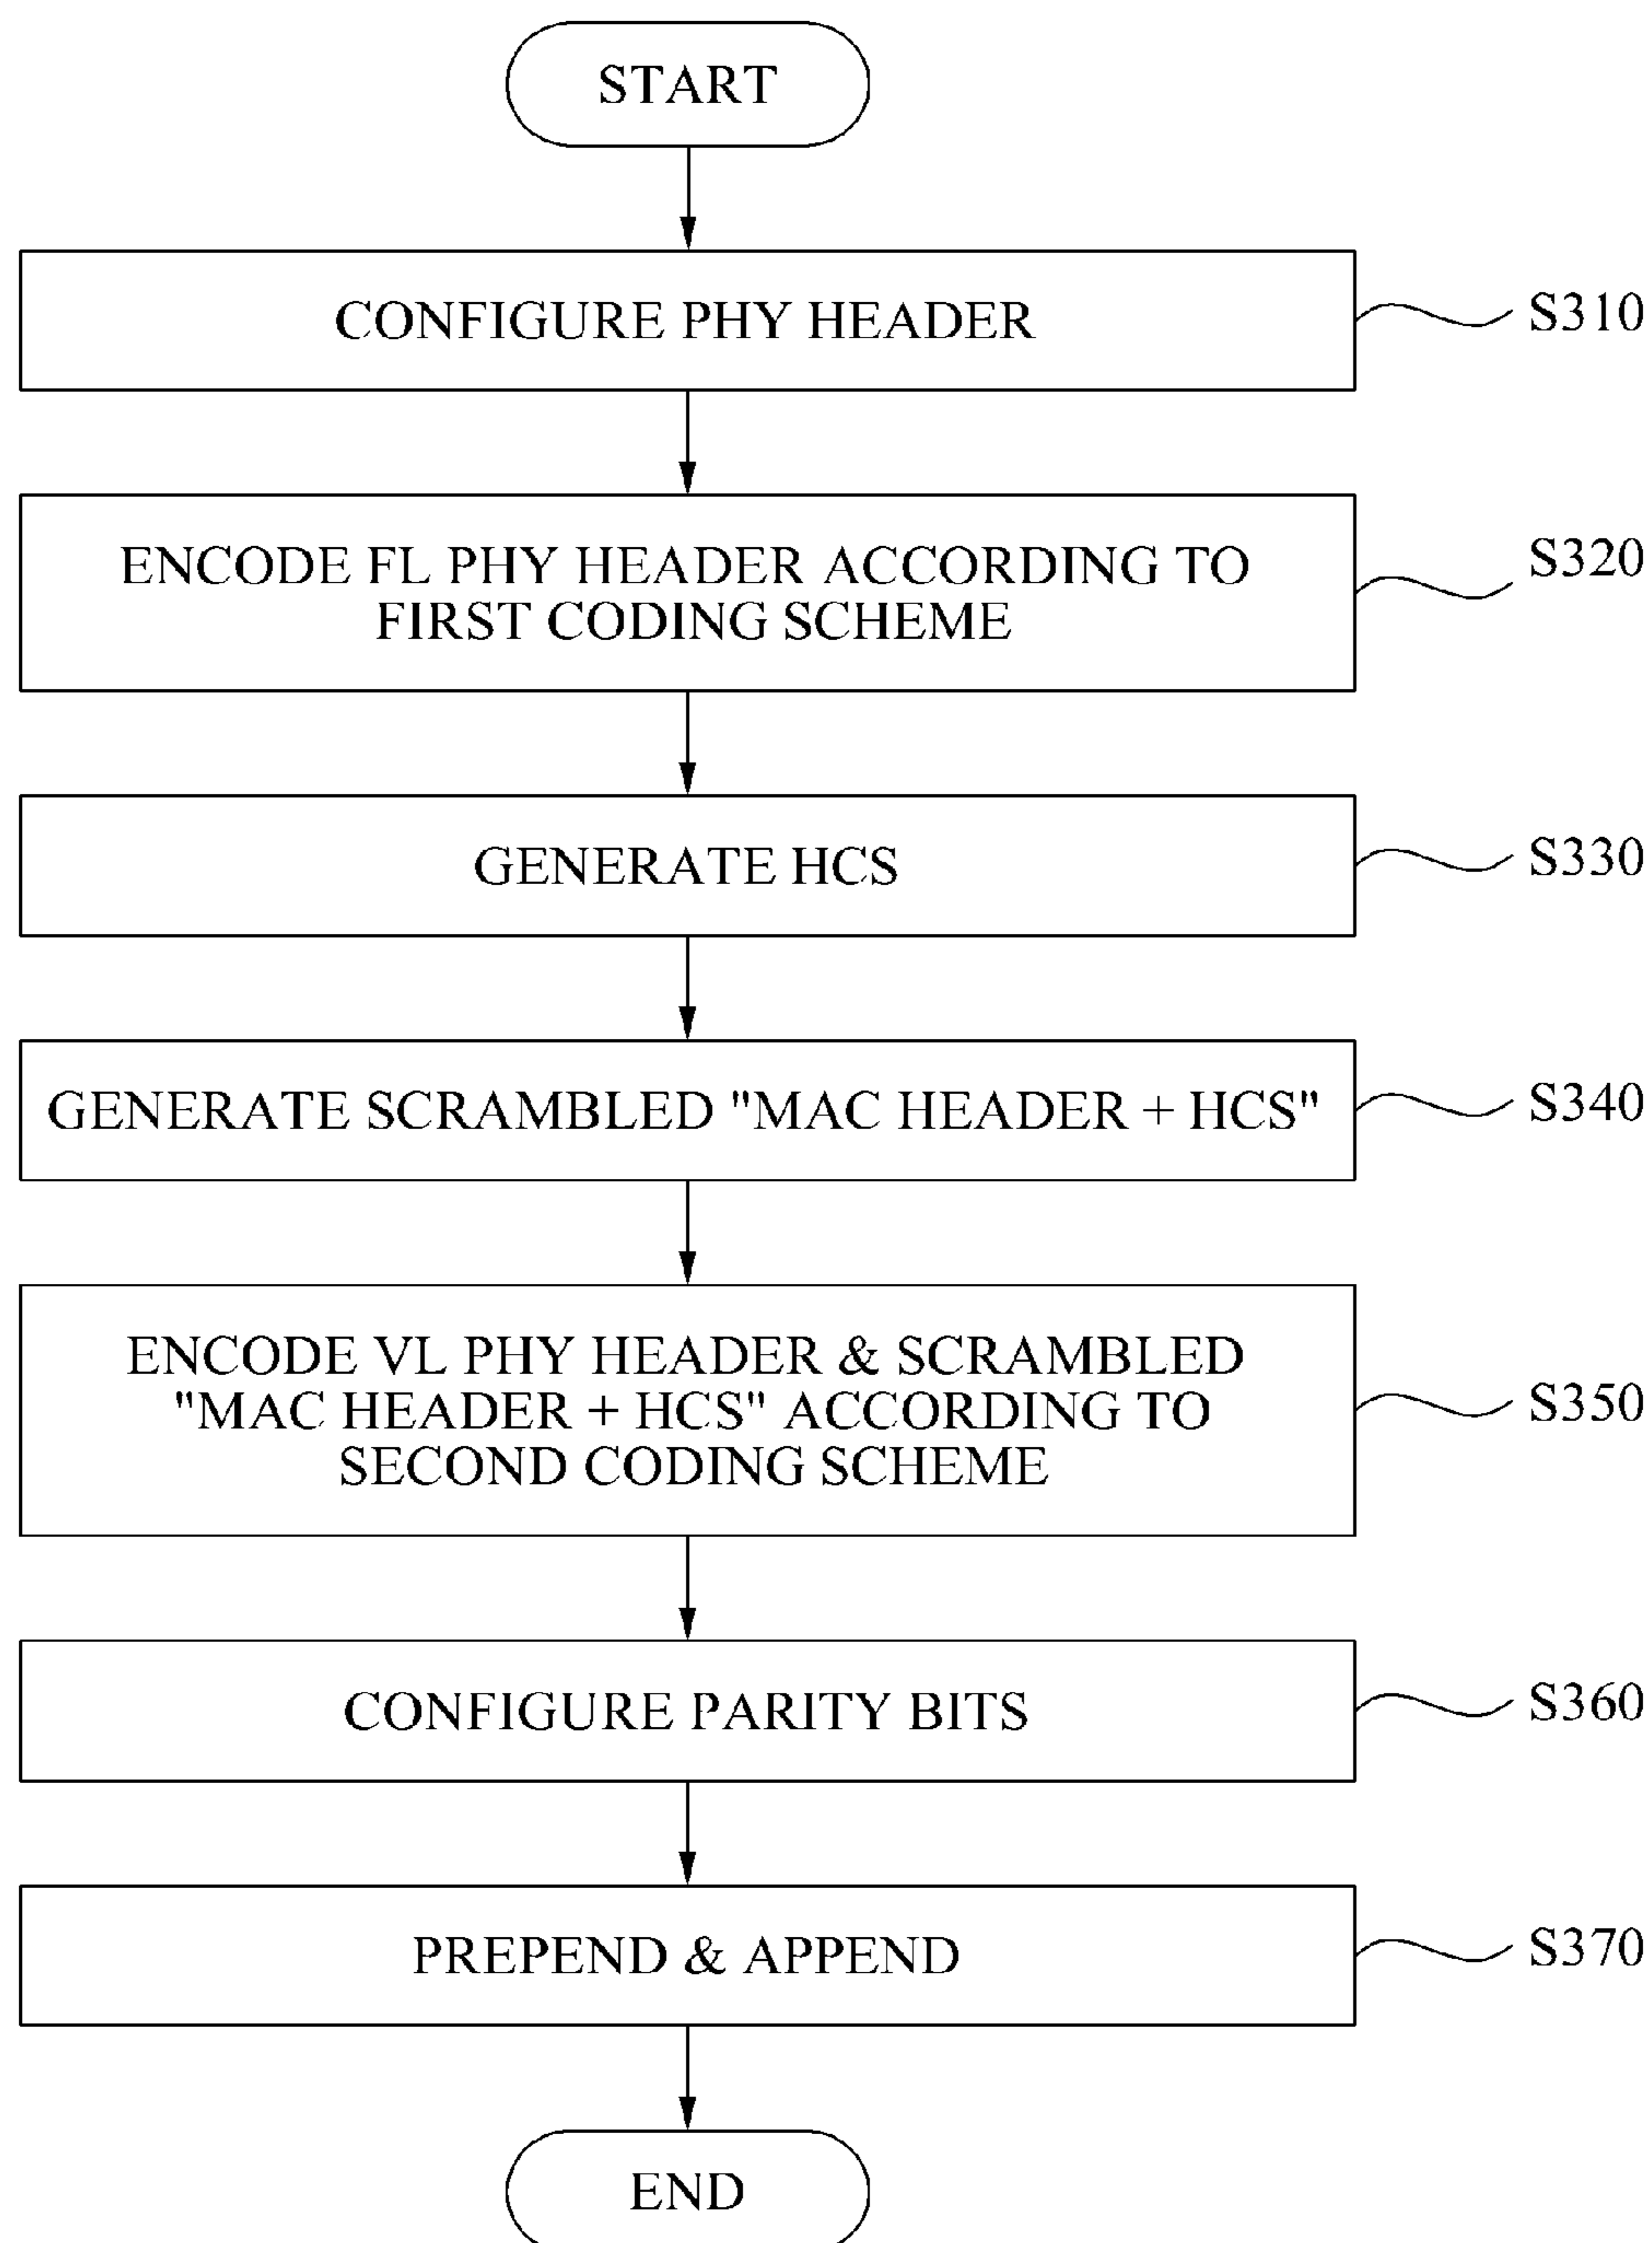 START
CONFIGURE PHY HEADER
S310
ENCODE FL PHY HEADER ACCORDING TO
FIRST CODING SCHEME
S320
GENERATE HCS
S330
GENERATE SCRAMBLED "MAC HEADER + HCS"
S340
ENCODE VL PHY HEADER & SCRAMBLED
"MAC HEADER + HCS" ACCORDING TO
SECOND CODING SCHEME
S350
CONFIGURE PARITY BITS
S360
PREPEND & APPEND
S370
END